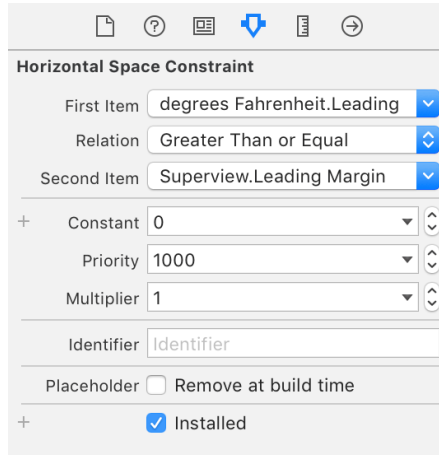 Horizontal Space Constraint
First Item degrees Fahrenheit.Leading
Relation Greater Than or Equal
Second Item Superview.Leading Margin
+ Constant 0
Priority 1000
Multiplier 1
Identifier Identifier
Placeholder Remove at build time
+ Installed